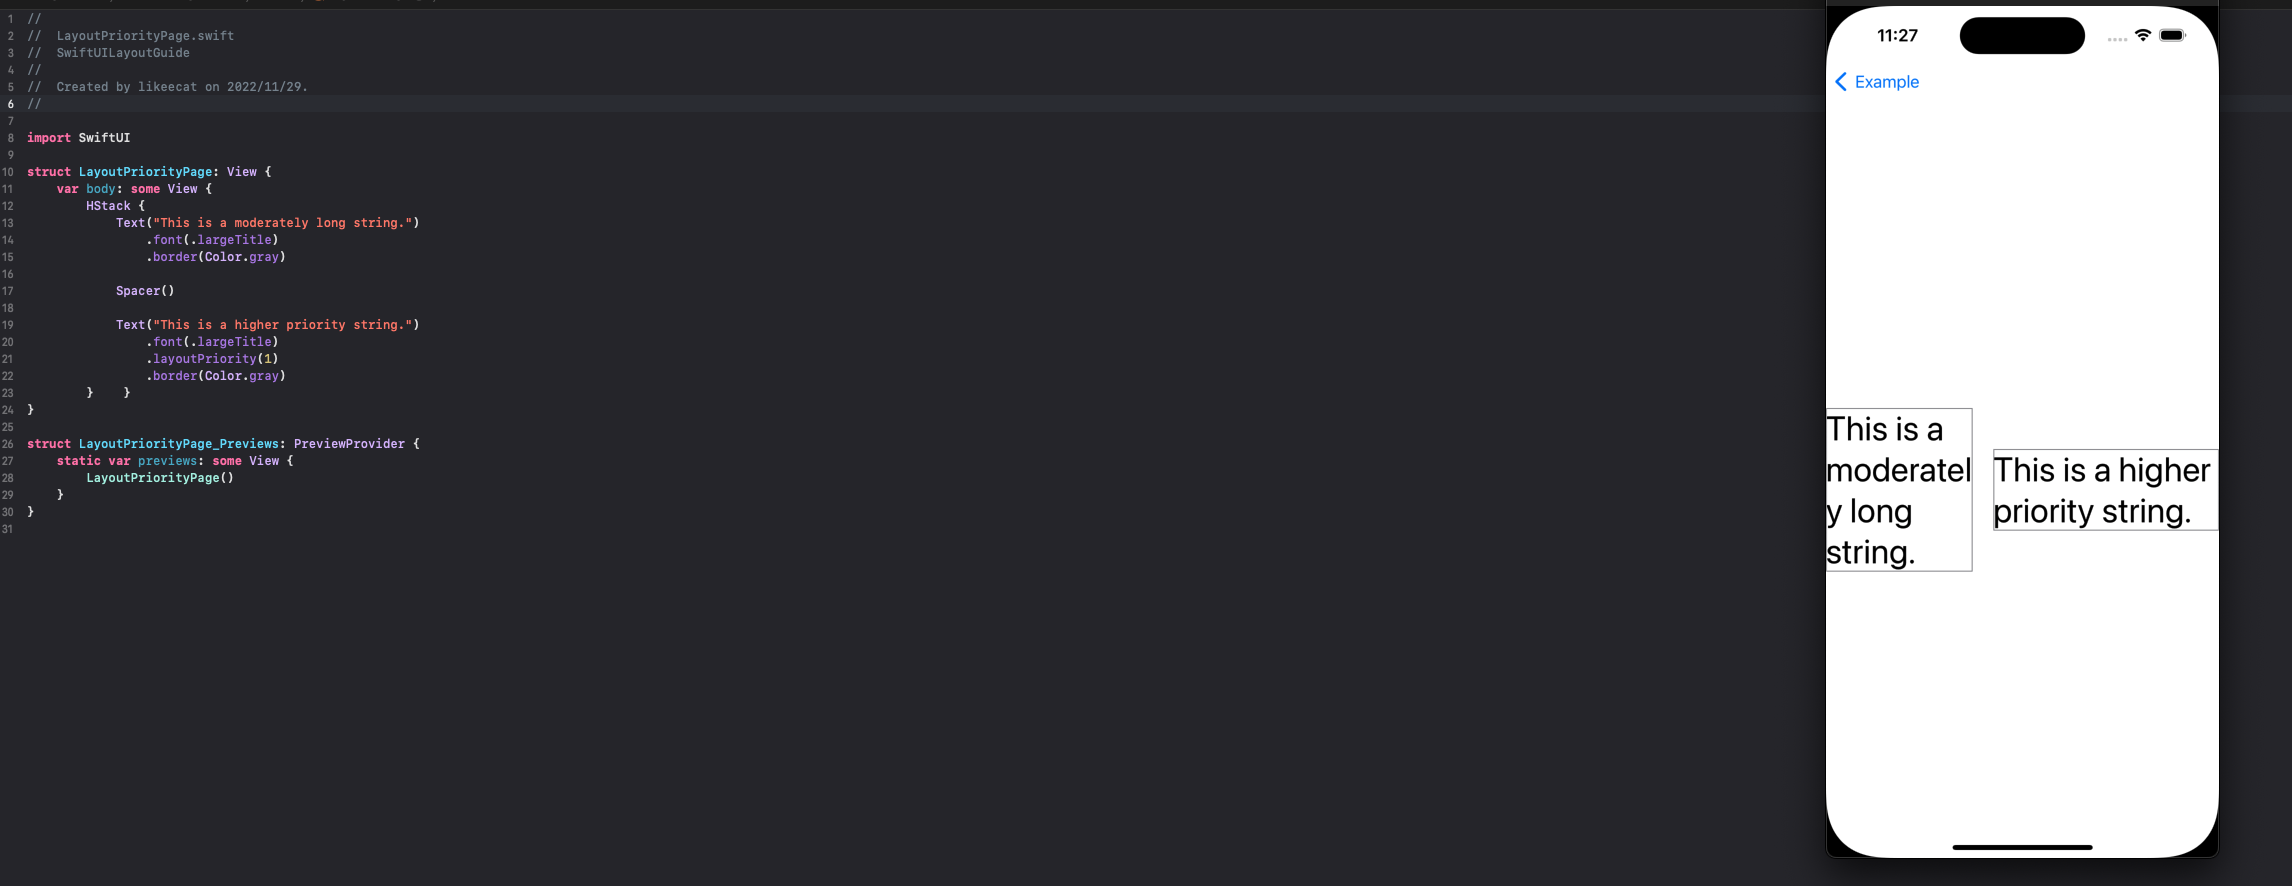 1 //
2 //  LayoutPriorityPage.swift
3 //  SwiftUILayoutGuide
4 //
5 //  Created by likeecat on 2022/11/29.
6 //
7
8 import SwiftUI
9
10 struct LayoutPriorityPage: View {
11     var body: some View {
12         HStack {
13             Text("This is a moderately long string.")
14                 .font(.largeTitle)
15                 .border(Color.gray)
16
17             Spacer()
18
19             Text("This is a higher priority string.")
20                 .font(.largeTitle)
21                 .layoutPriority(1)
22                 .border(Color.gray)
23         }    }
24 }
25
26 struct LayoutPriorityPage_Previews: PreviewProvider {
27     static var previews: some View {
28         LayoutPriorityPage()
29     }
30 }
31
11:27
Example
This is a
moderatel
y long
string.
This is a higher
priority string.